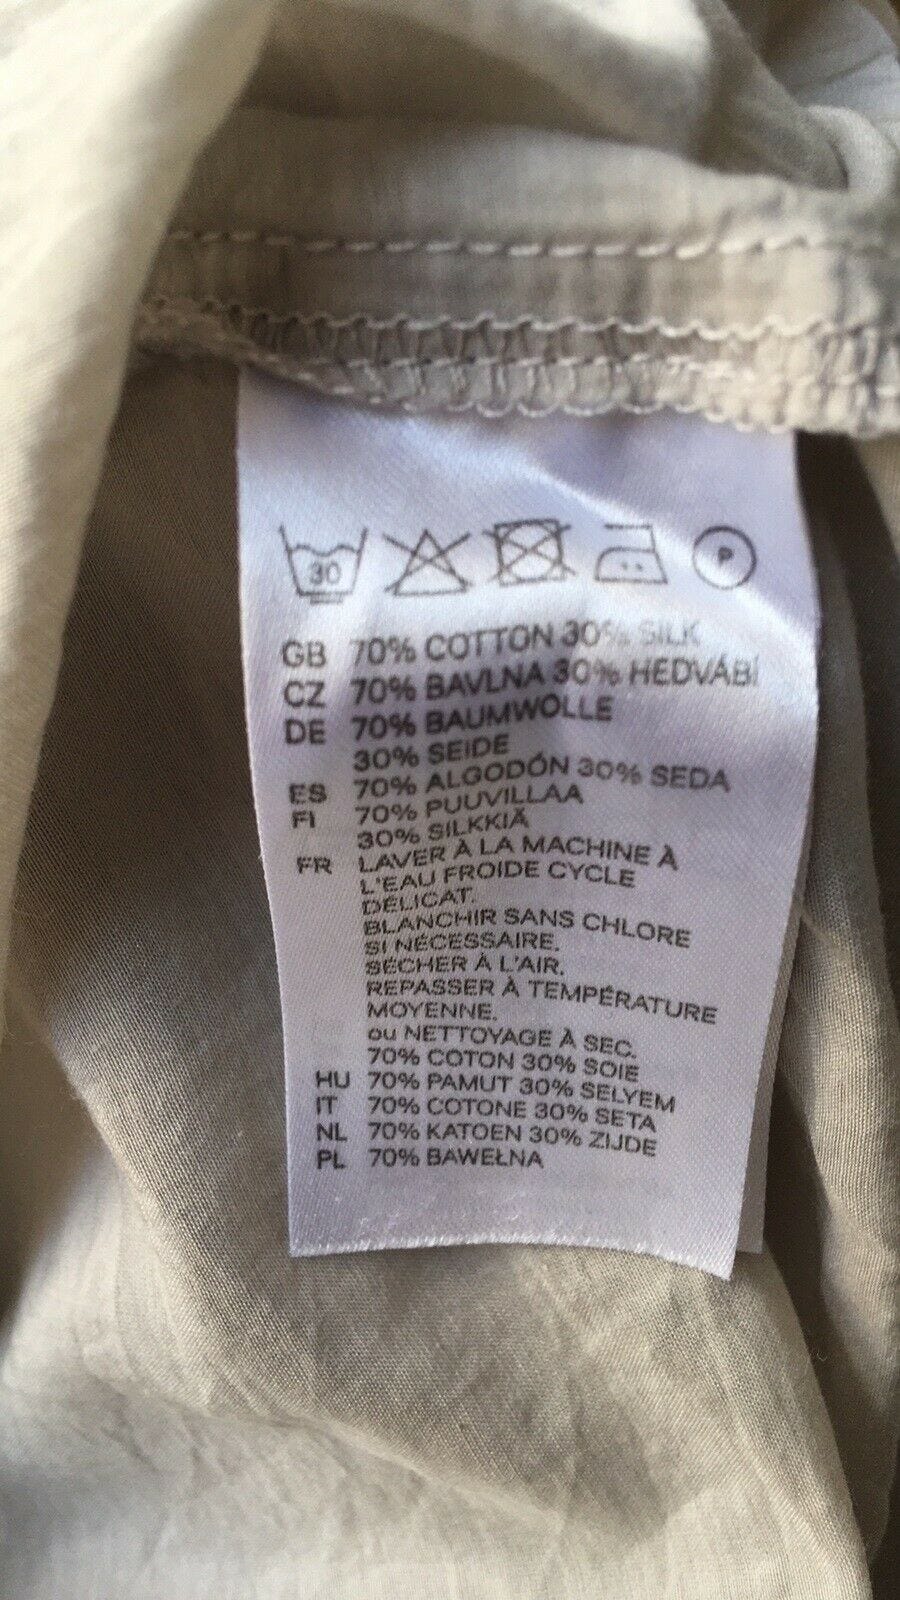 30 P
GB 70% COTTON 30% SILK
CZ 70% BAVLNA 30% HEDVÁBÍ
DE 70% BAUMWOLLE
30% SEIDE
ES 70% ALGODÓN 30% SEDA
FI 70% PUUVILLAA
30% SILKKIÄ
FR LAVER À LA MACHINE À
L'EAU FROIDE CYCLE
DÉLICAT.
BLANCHIR SANS CHLORE
SI NÉCESSAIRE.
SÉCHER À L'AIR.
REPASSER À TEMPÉRATURE
MOYENNE.
ou NETTOYAGE À SEC.
70% COTON 30% SOIE
HU 70% PAMUT 30% SELYEM
IT 70% COTONE 30% SETA
NL 70% KATOEN 30% ZIJDE
PL 70% BAWEŁNA